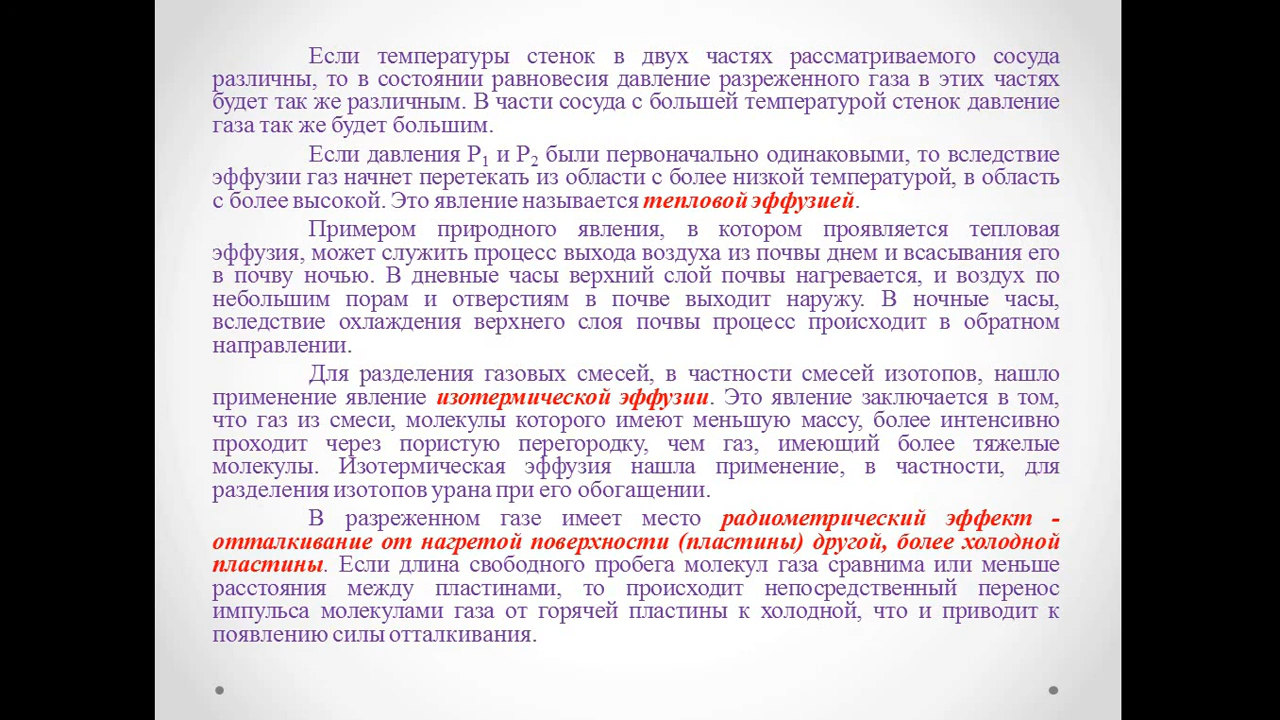 Если температуры стенок в двух частях рассматриваемого сосуда
различны, то в состоянии равновесия давление разреженного газа в этих частях
будет так же различным. В части сосуда с большей температурой стенок давление
газа так же будет большим.
Если давления P₁ и P₂ были первоначально одинаковыми, то вследствие
эффузии газ начнет перетекать из области с более низкой температурой, в область
с более высокой. Это явление называется тепловой эффузией.
Примером природного явления, в котором проявляется тепловая
эффузия, может служить процесс выхода воздуха из почвы днем и всасывания его
в почву ночью. В дневные часы верхний слой почвы нагревается, и воздух по
небольшим порам и отверстиям в почве выходит наружу. В ночные часы,
вследствие охлаждения верхнего слоя почвы процесс происходит в обратном
направлении.
Для разделения газовых смесей, в частности смесей изотопов, нашло
применение явление изотермической эффузии. Это явление заключается в том,
что газ из смеси, молекулы которого имеют меньшую массу, более интенсивно
проходит через пористую перегородку, чем газ, имеющий более тяжелые
молекулы. Изотермическая эффузия нашла применение, в частности, для
разделения изотопов урана при его обогащении.
В разреженном газе имеет место радиометрический эффект -
отталкивание от нагретой поверхности (пластины) другой, более холодной
пластины. Если длина свободного пробега молекул газа сравнима или меньше
расстояния между пластинами, то происходит непосредственный перенос
импульса молекулами газа от горячей пластины к холодной, что и приводит к
появлению силы отталкивания.